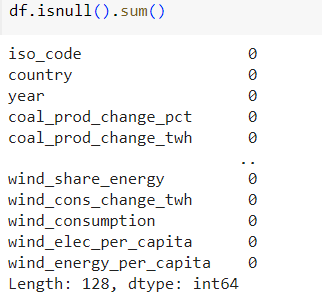 df.isnull().sum()
iso_code 0
country 0
year 0
coal_prod_change_pct 0
coal_prod_change_twh 0
..
wind_share_energy 0
wind_cons_change_twh 0
wind_consumption 0
wind_elec_per_capita 0
wind_energy_per_capita 0
Length: 128, dtype: int64